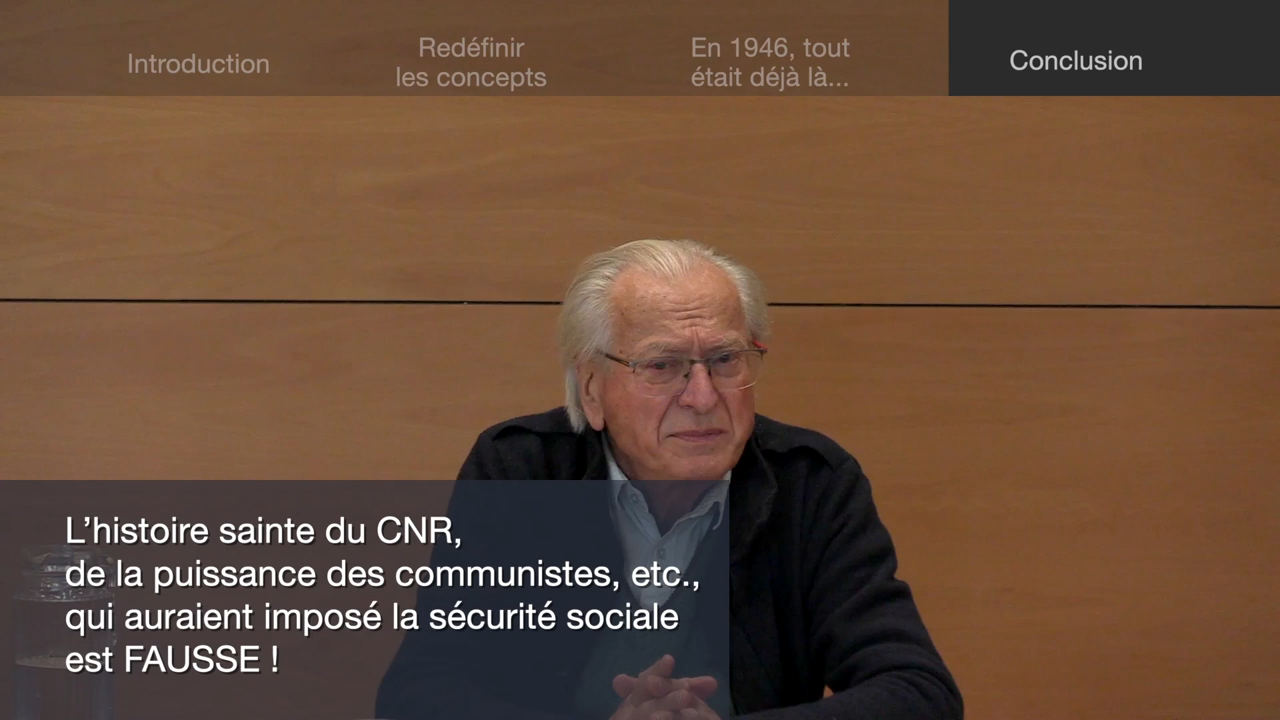 Introduction
Redéfinir
les concepts
En 1946, tout
était déjà là...
Conclusion
L'histoire sainte du CNR,
de la puissance des communistes, etc.,
qui auraient imposé la sécurité sociale
est FAUSSE !